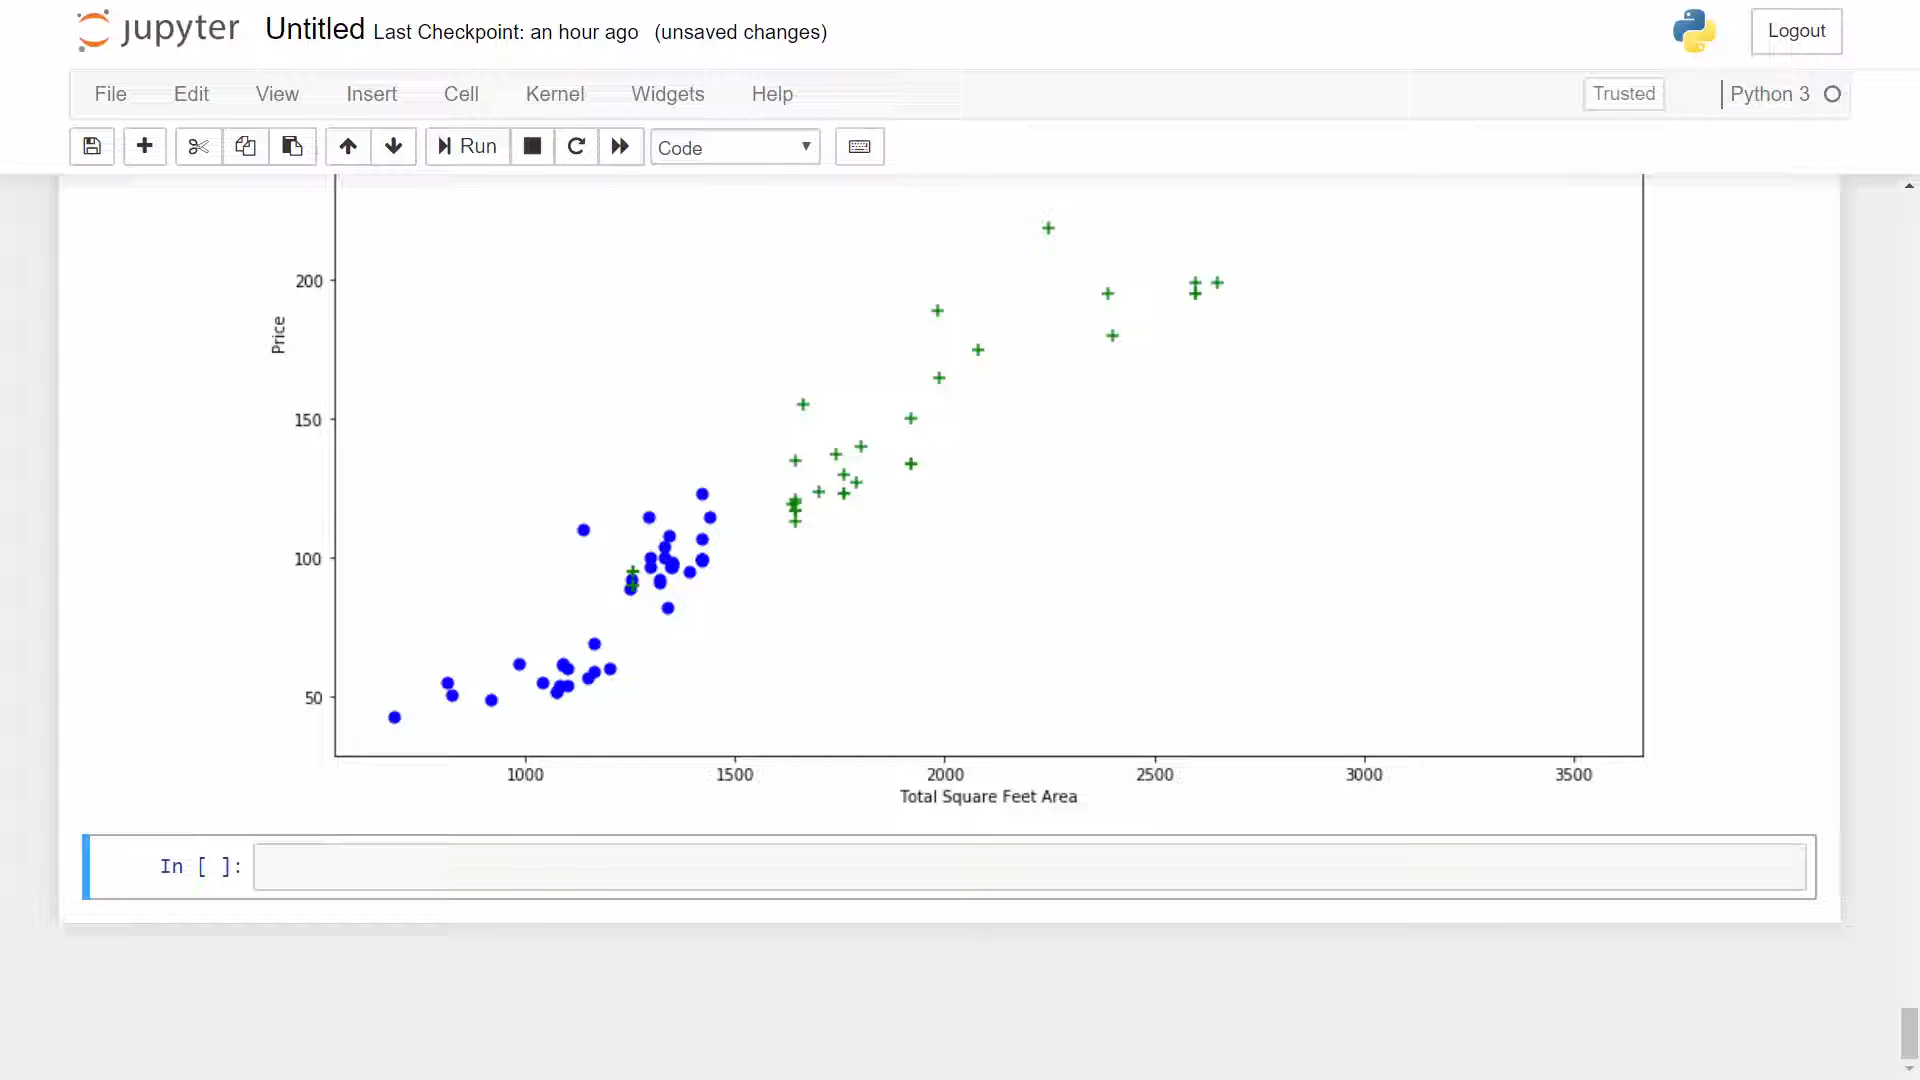 jupyter Untitled Last Checkpoint: an hour ago (unsaved changes) Logout
File Edit View Insert Cell Kernel Widgets Help Trusted Python 3
Run Code
200
Price
150
100
50
1000 1500 2000 2500 3000 3500
Total Square Feet Area
In [ ]: